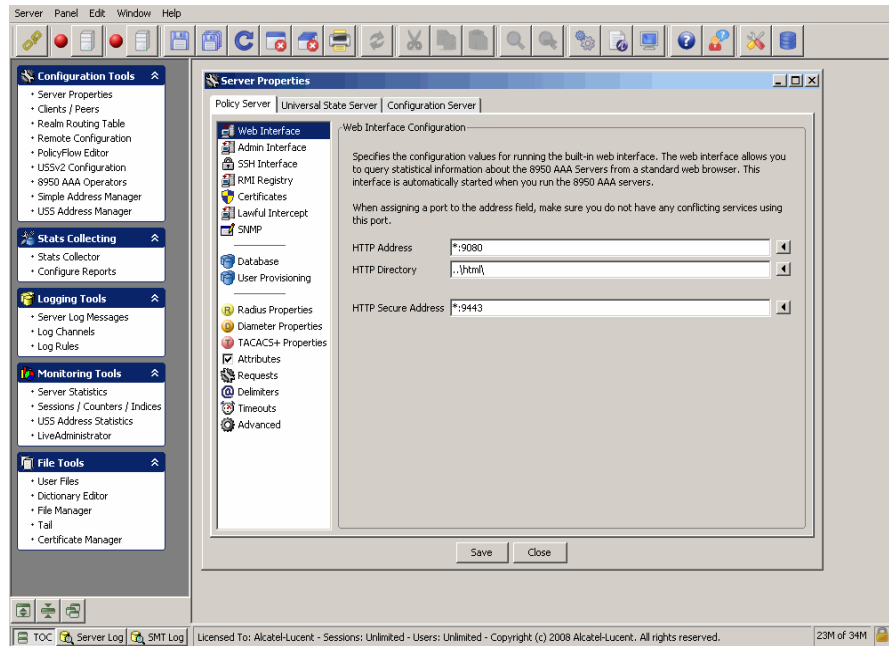 Server Panel Edit Window Help
Configuration Tools
Server Properties
Clients / Peers
Realm Routing Table
Remote Configuration
PolicyFlow Editor
USSv2 Configuration
8950 AAA Operators
Simple Address Manager
USS Address Manager
Stats Collecting
Stats Collector
Configure Reports
Logging Tools
Server Log Messages
Log Channels
Log Rules
Monitoring Tools
Server Statistics
Sessions / Counters / Indices
USS Address Statistics
LiveAdministrator
File Tools
User Files
Dictionary Editor
File Manager
Tail
Certificate Manager
Server Properties
Policy Server Universal State Server Configuration Server
Web Interface
Admin Interface
SSH Interface
RMI Registry
Certificates
Lawful Intercept
SNMP
Database
User Provisioning
R Radius Properties
D Diameter Properties
T TACACS+ Properties
Attributes
Requests
@ Delimiters
Timeouts
Advanced
Web Interface Configuration
Specifies the configuration values for running the built-in web interface. The web interface allows you
to query statistical information about the 8950 AAA Servers from a standard web browser. This
interface is automatically started when you run the 8950 AAA servers.
When assigning a port to the address field, make sure you do not have any conflicting services using
this port.
HTTP Address *:9080
HTTP Directory ..\html\
HTTP Secure Address *:9443
Save Close
TOC Server Log SMT Log Licensed To: Alcatel-Lucent - Sessions: Unlimited - Users: Unlimited - Copyright (c) 2008 Alcatel-Lucent. All rights reserved. 23M of 34M